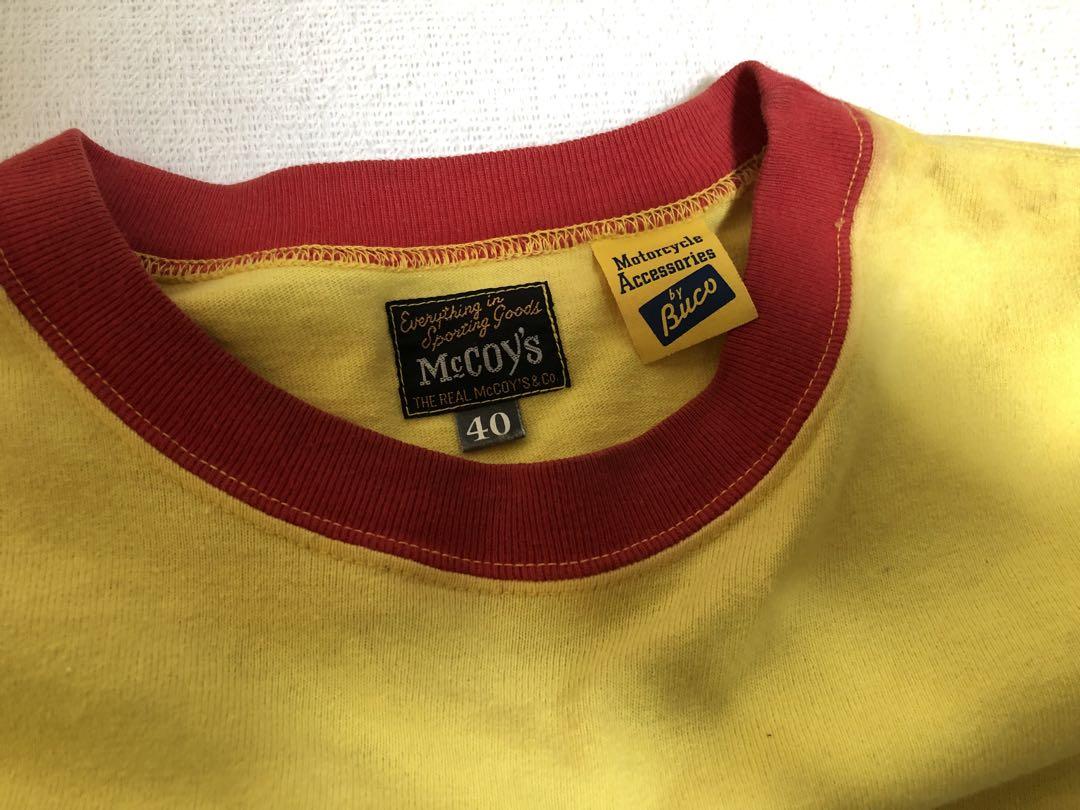 Everything in
Sporting Goods
McCOY'S
THE REAL McCOY'S & Co.
40
Motorcycle
Accessories
by
Buco